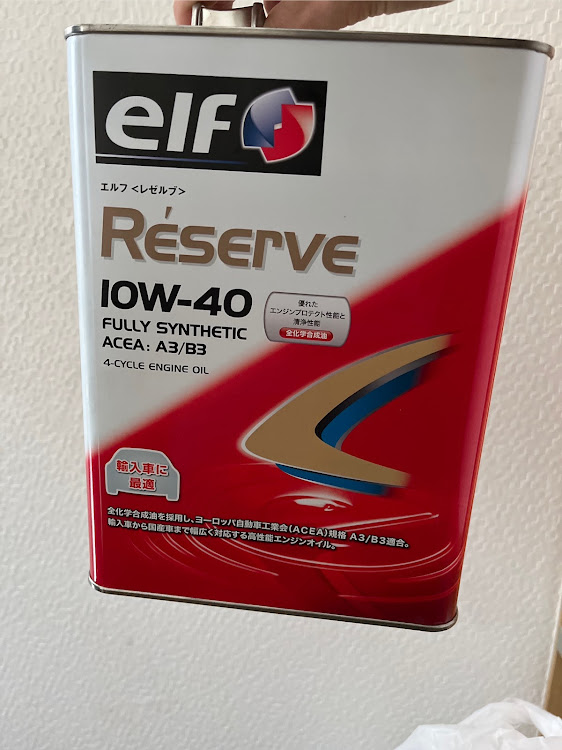 elf
エルフ <レゼルブ>
Réserve
10W-40
FULLY SYNTHETIC
ACEA: A3/B3
4-CYCLE ENGINE OIL
優れた
エンジンプロテクト性能と
清浄性能
全化学合成油
輸入車に
最適
全化学合成油を採用し、ヨーロッパ自動車工業会(ACEA)規格 A3/B3適合。
輸入車から国産車まで幅広く対応する高性能エンジンオイル。